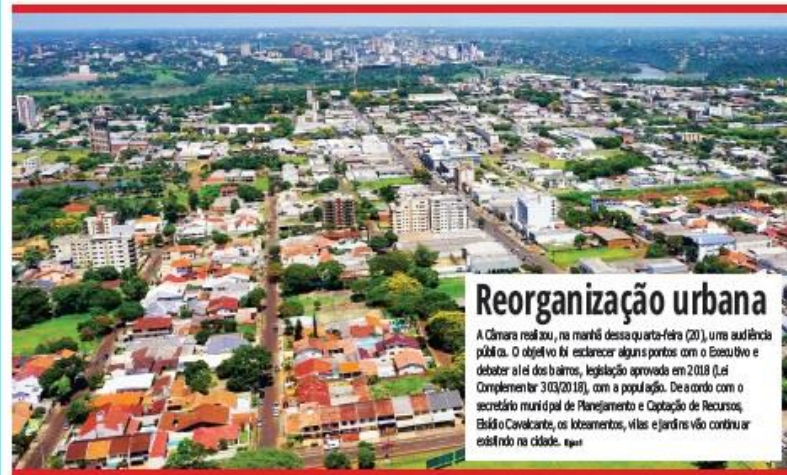 Reorganização urbana
A Câmara realizou, na manhã dessa quarta-feira (20), uma audiência
pública. O objetivo foi esclarecer alguns pontos com o Executivo e
debater a lei dos bairros, legislação aprovada em 2018 (Lei
Complementar 303/2018), com a população. De acordo com o
secretário municipal de Planejamento e Captação de Recursos,
Elsidio Cavalcante, os loteamentos, vilas e jardins vão continuar
existindo na cidade.